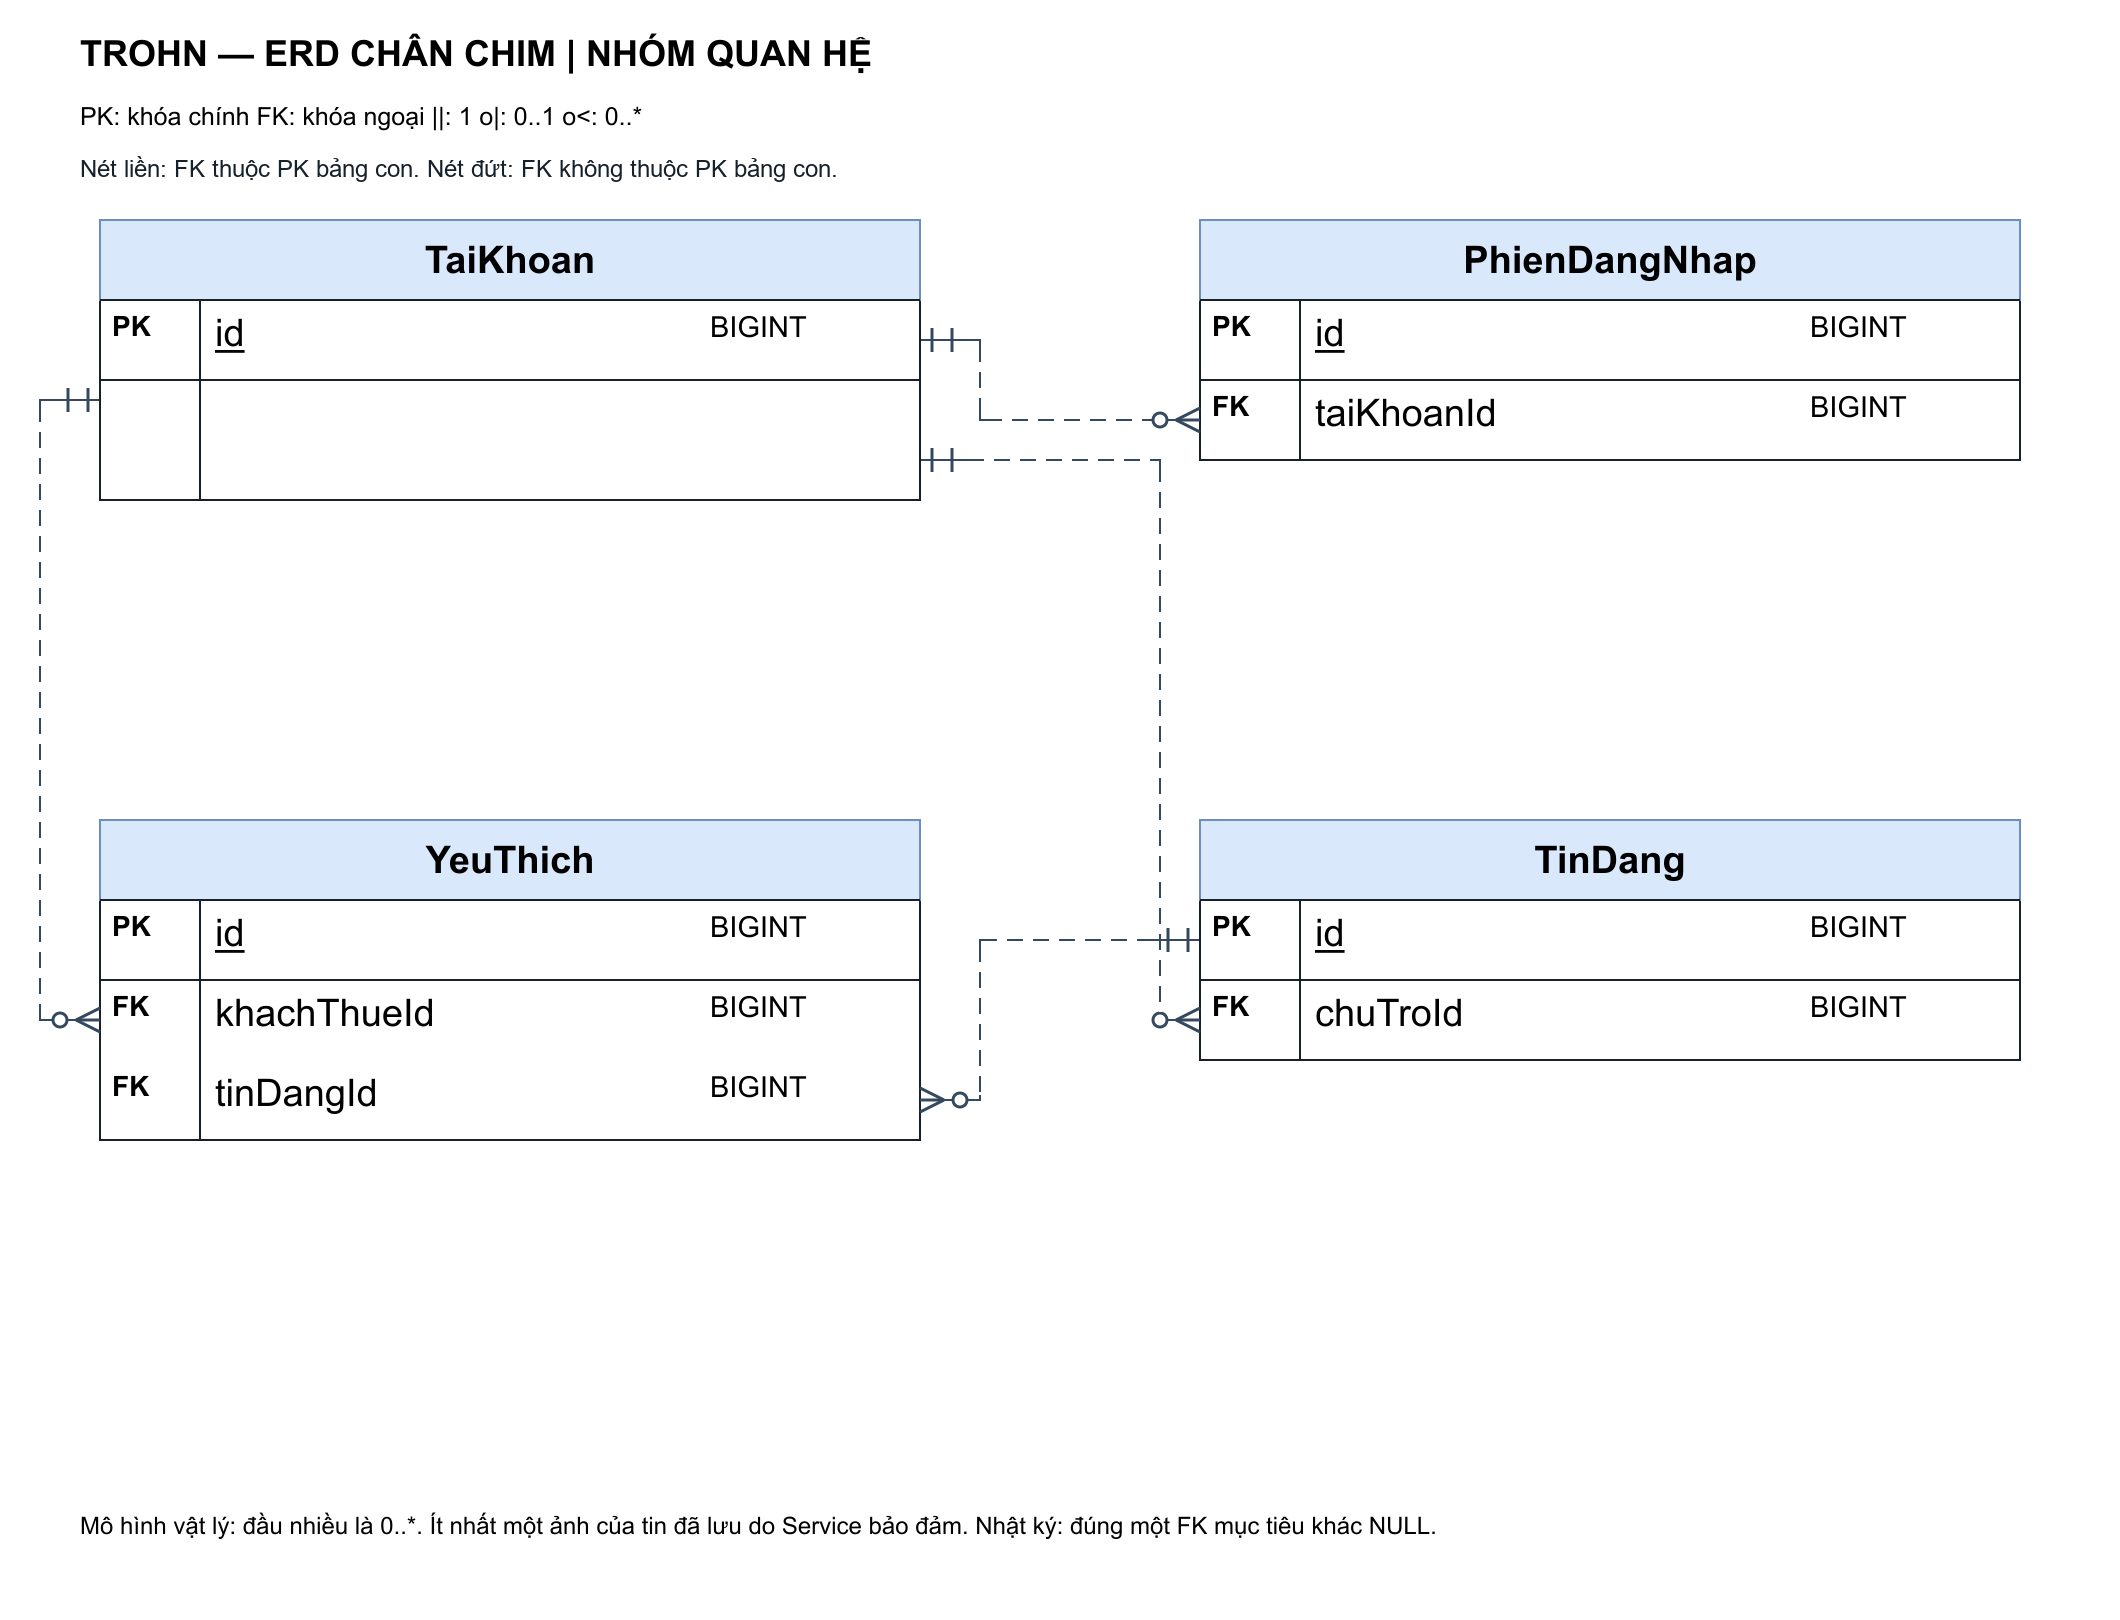 TROHN — ERD CHÂN CHIM | NHÓM QUAN HỆ
PK: khóa chính FK: khóa ngoại ||: 1 o|: 0..1 o<: 0..*
Nét liền: FK thuộc PK bảng con. Nét đứt: FK không thuộc PK bảng con.
TaiKhoan
PK id BIGINT
PhienDangNhap
PK id BIGINT
FK taiKhoanId BIGINT
YeuThich
PK id BIGINT
FK khachThueId BIGINT
FK tinDangId BIGINT
TinDang
PK id BIGINT
FK chuTroId BIGINT
Mô hình vật lý: đầu nhiều là 0..*. Ít nhất một ảnh của tin đã lưu do Service bảo đảm. Nhật ký: đúng một FK mục tiêu khác NULL.